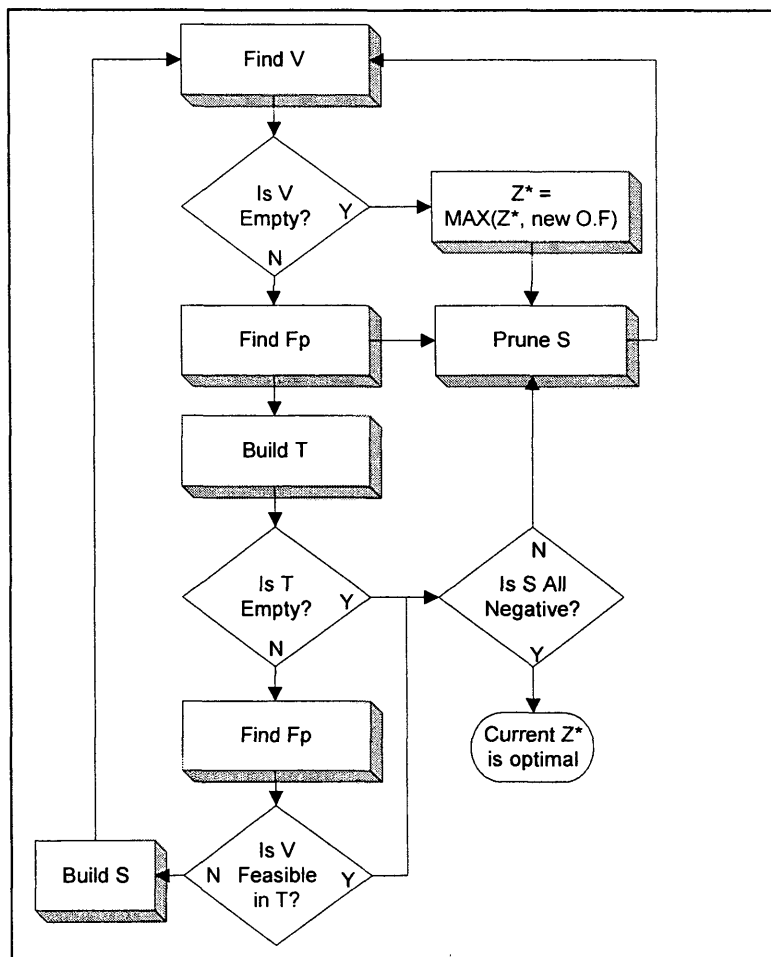 Find V
Is V
Empty?
Y
N
Z* =
MAX(Z*, new O.F)
Find Fp
Prune S
Build T
Is T
Empty?
Y
N
N
Is S All
Negative?
Y
Find Fp
Current Z*
is optimal
Build S
N
Is V
Feasible
in T?
Y